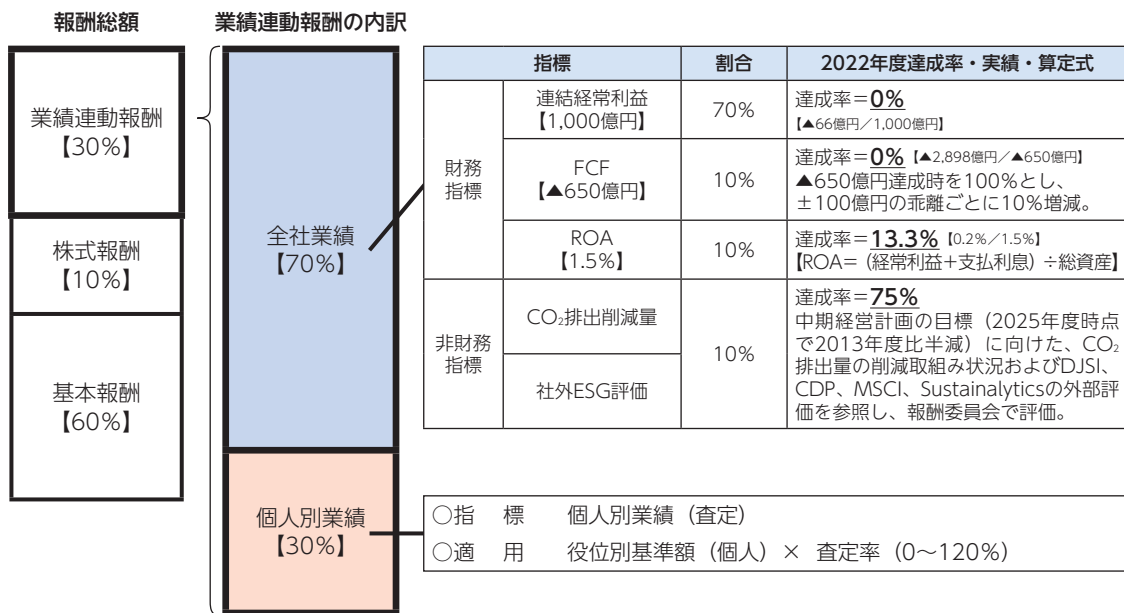 報酬総額
業績連動報酬の内訳
業績連動報酬
【30%】
株式報酬
【10%】
基本報酬
【60%】
全社業績
【70%】
個人別業績
【30%】
指標 割合 2022年度達成率・実績・算定式
財務
指標
連結経常利益
【1,000億円】
70%
達成率＝0%
【▲66億円／1,000億円】
FCF
【▲650億円】
10%
達成率＝0% 【▲2,898億円／▲650億円】
▲650億円達成時を100%とし、
±100億円の乖離ごとに10%増減。
ROA
【1.5%】
10%
達成率＝13.3% 【0.2%／1.5%】
【ROA＝（経常利益＋支払利息）÷総資産】
非財務
指標
CO₂排出削減量
社外ESG評価
10%
達成率＝75%
中期経営計画の目標（2025年度時点
で2013年度比半減）に向けた、CO₂
排出量の削減取組み状況およびDJSI、
CDP、MSCI、Sustainalyticsの外部評
価を参照し、報酬委員会で評価。
○指　標　個人別業績（査定）
○適　用　役位別基準額（個人）× 査定率（0～120%）